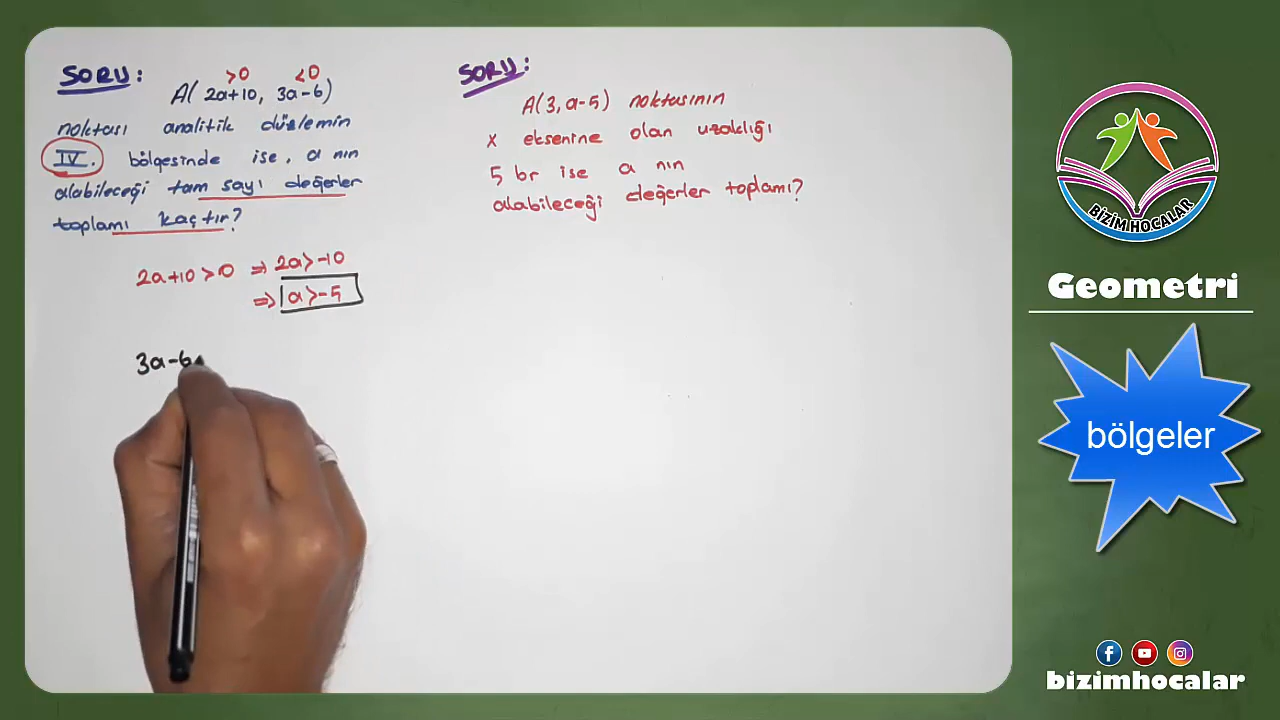 SORU:
>0 <0
A(2a+10, 3a-6)
noktası analitik düzlemin
IV. bölgesinde ise, a nın
alabileceği tam sayı değerler
toplamı kaçtır?
2a+10>0 ⇒ 2a>-10
⇒ a>-5
3a-6
SORU:
A(3, a-5) noktasının
x eksenine olan uzaklığı
5 br ise a nın
alabileceği değerler toplamı?
BİZİM HOCALAR
Geometri
bölgeler
bizimhocalar